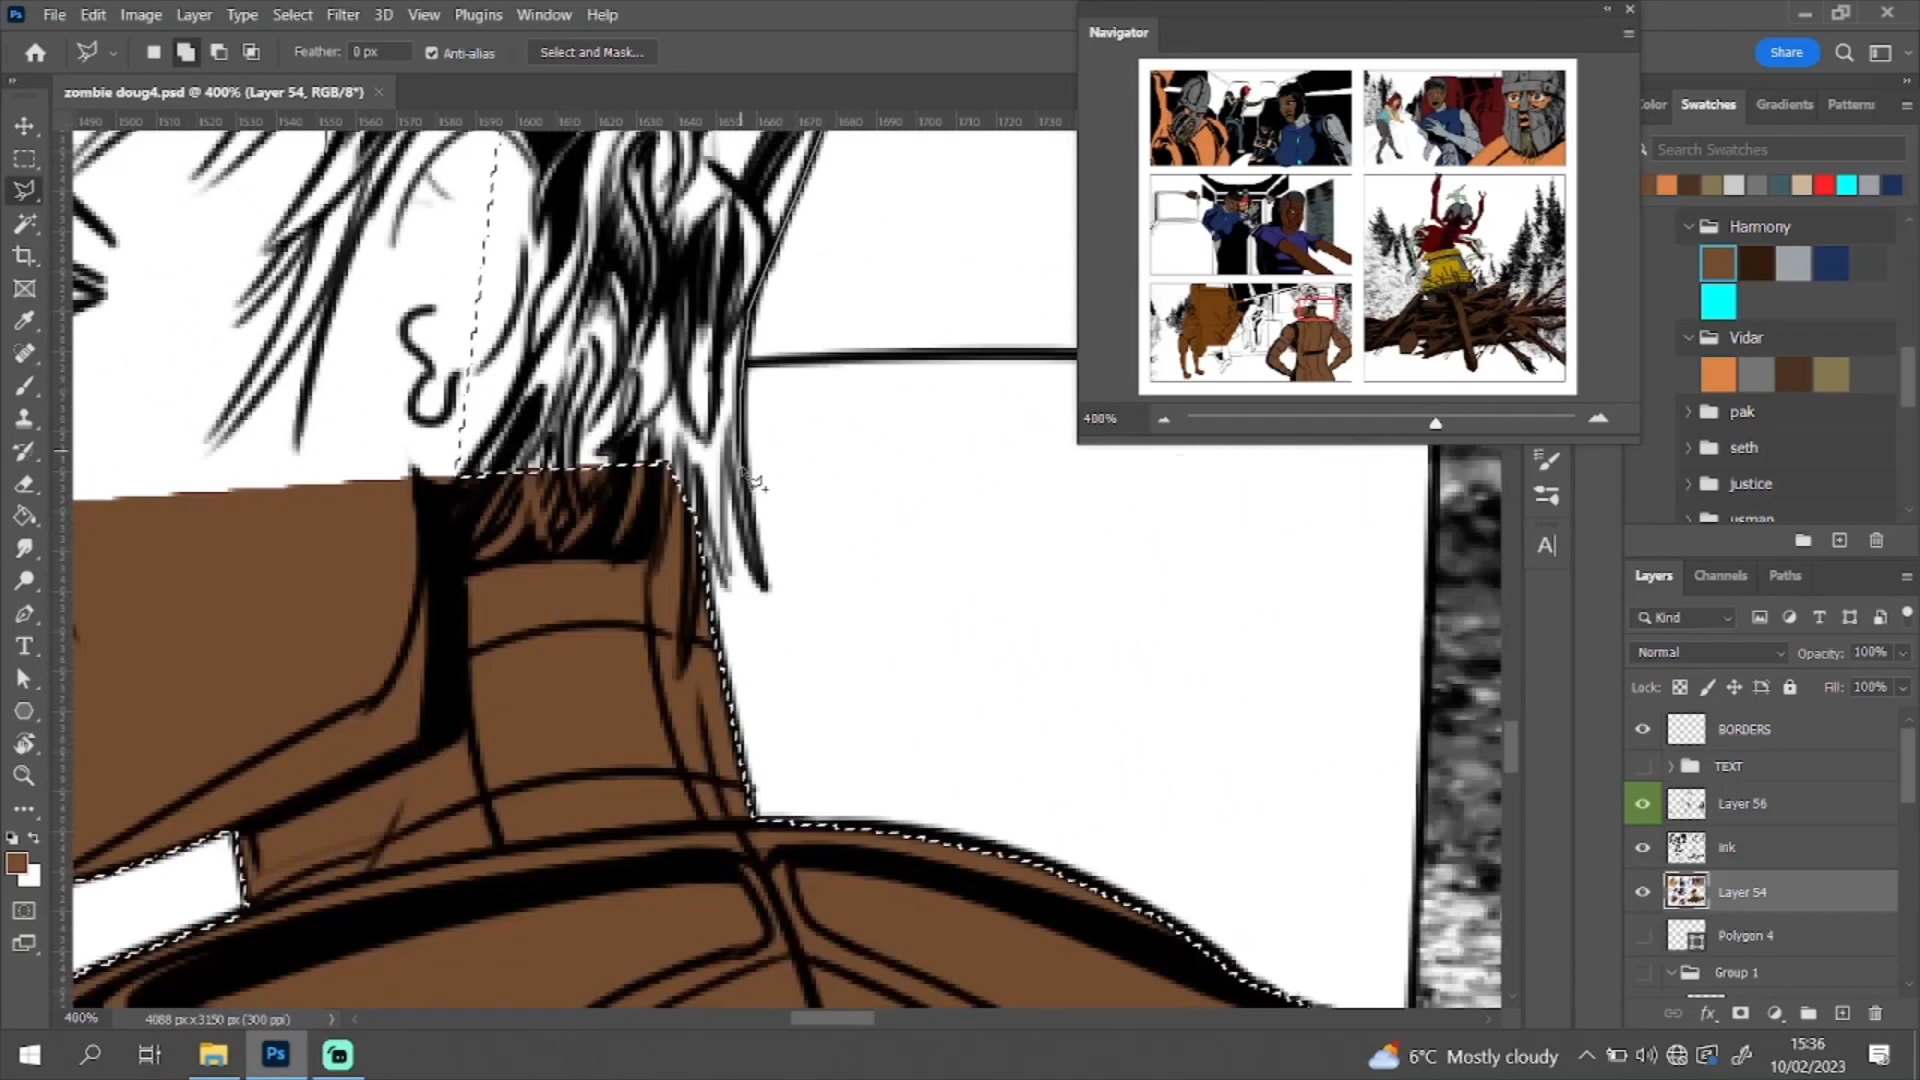 Ps File Edit Image Layer Type Select Filter 3D View Plugins Window Help
Feather: 0 px Anti-alias Select and Mask... Share
zombie doug4.psd @ 400% (Layer 54, RGB/8*)
1490 1500 1510 1520 1530 1540 1550 1560 1570 1580 1590 1600 1610 1620 1630 1640 1650 1660 1670 1680 1690 1700 1710 1720 1730
Navigator
400%
olor Swatches Gradients Patterns
Search Swatches
Harmony
Vidar
pak
seth
justice
usman
A
Layers Channels Paths
Kind
Normal Opacity: 100%
Lock: Fill: 100%
BORDERS
TEXT
Layer 56
ink
Layer 54
Polygon 4
Group 1
400% 4088 px x 3150 px (300 ppi)
Ps 6°C Mostly cloudy 15:36
10/02/2023